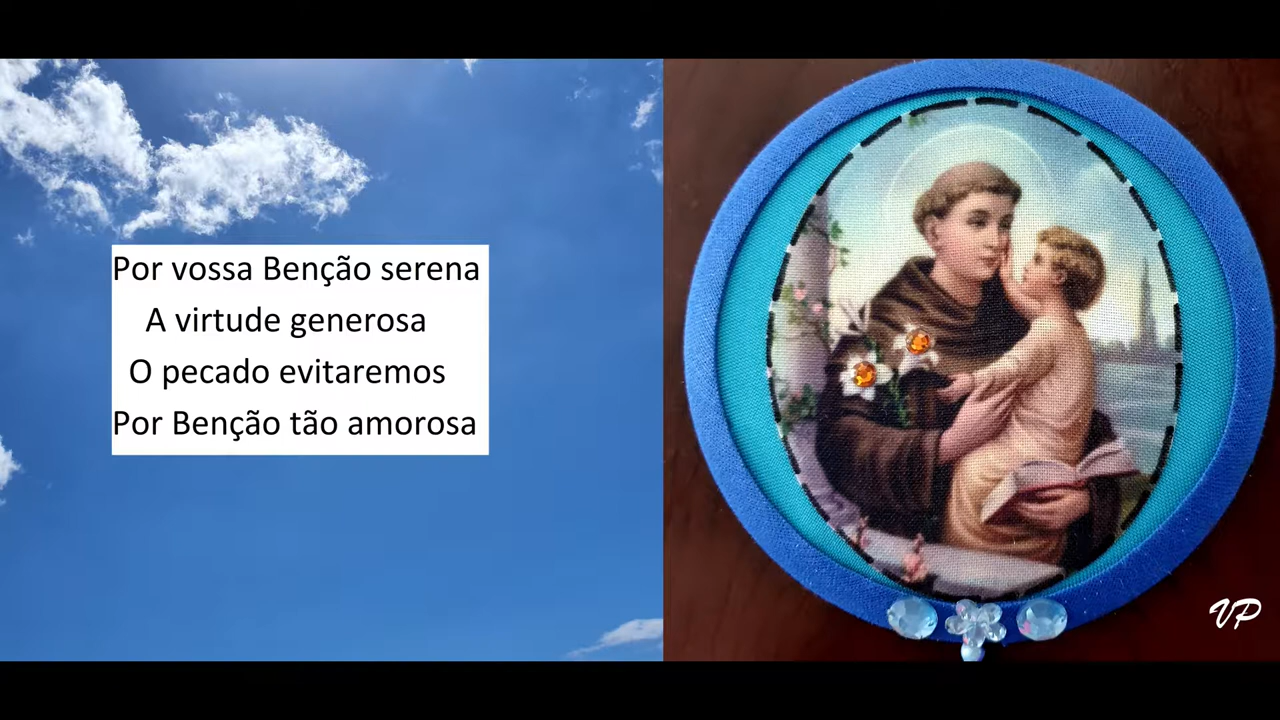 Por vossa Benção serena
A virtude generosa
O pecado evitaremos
Por Benção tão amorosa
VP